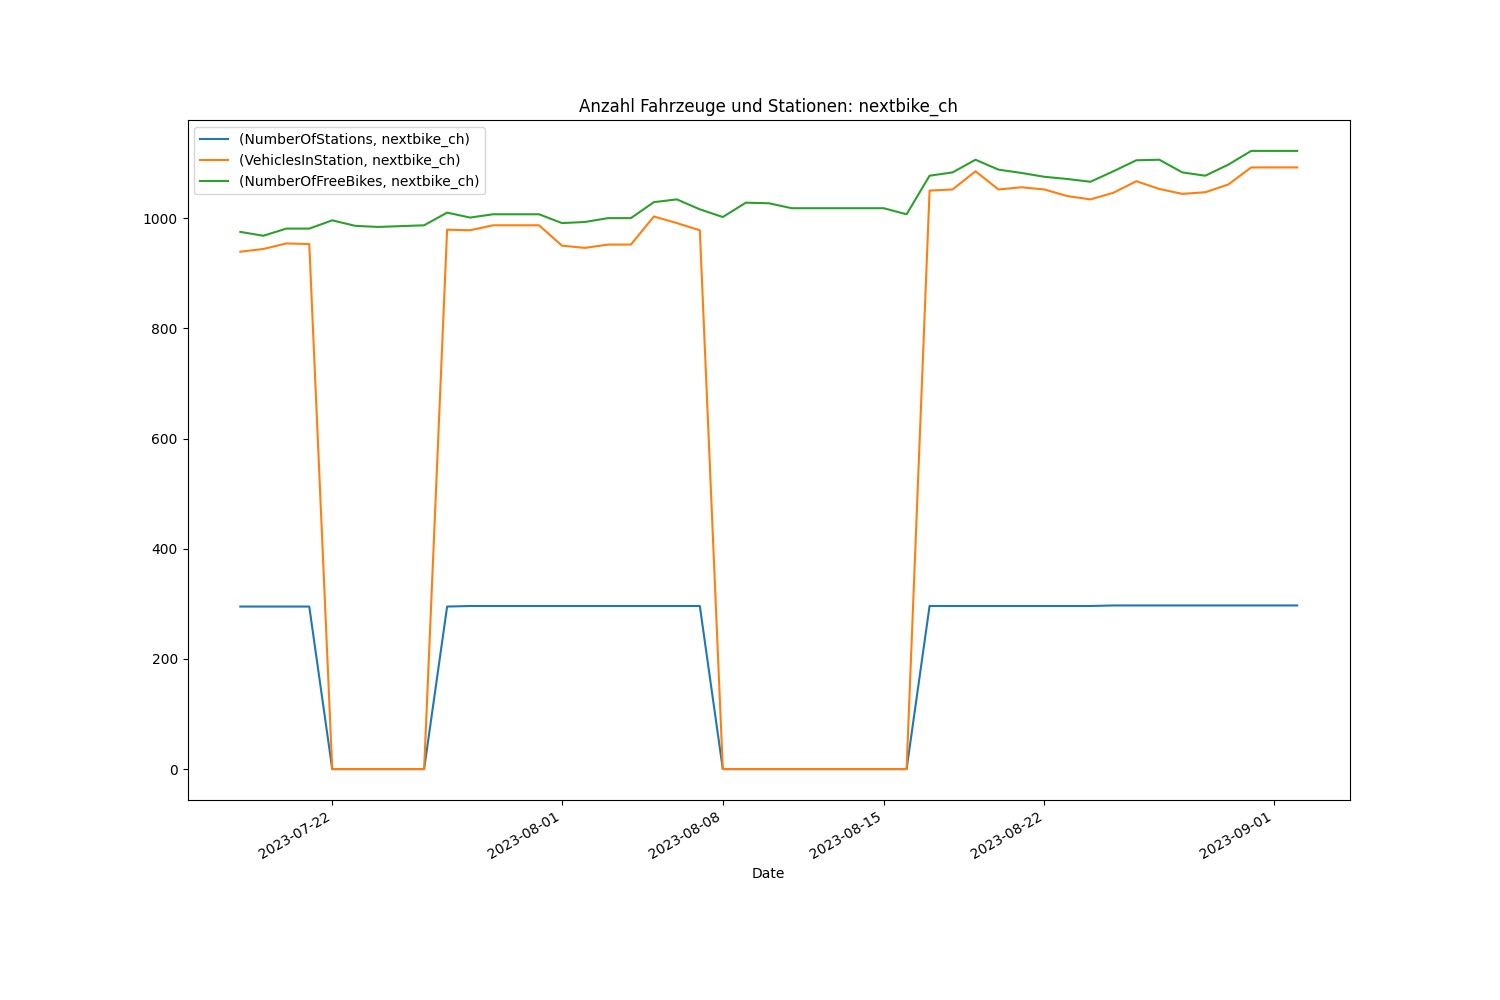 Anzahl Fahrzeuge und Stationen: nextbike_ch
(NumberOfStations, nextbike_ch)
(VehiclesInStation, nextbike_ch)
(NumberOfFreeBikes, nextbike_ch)
1000
800
600
400
200
0
2023-07-22
2023-08-01
2023-08-08
2023-08-15
2023-08-22
2023-09-01
Date